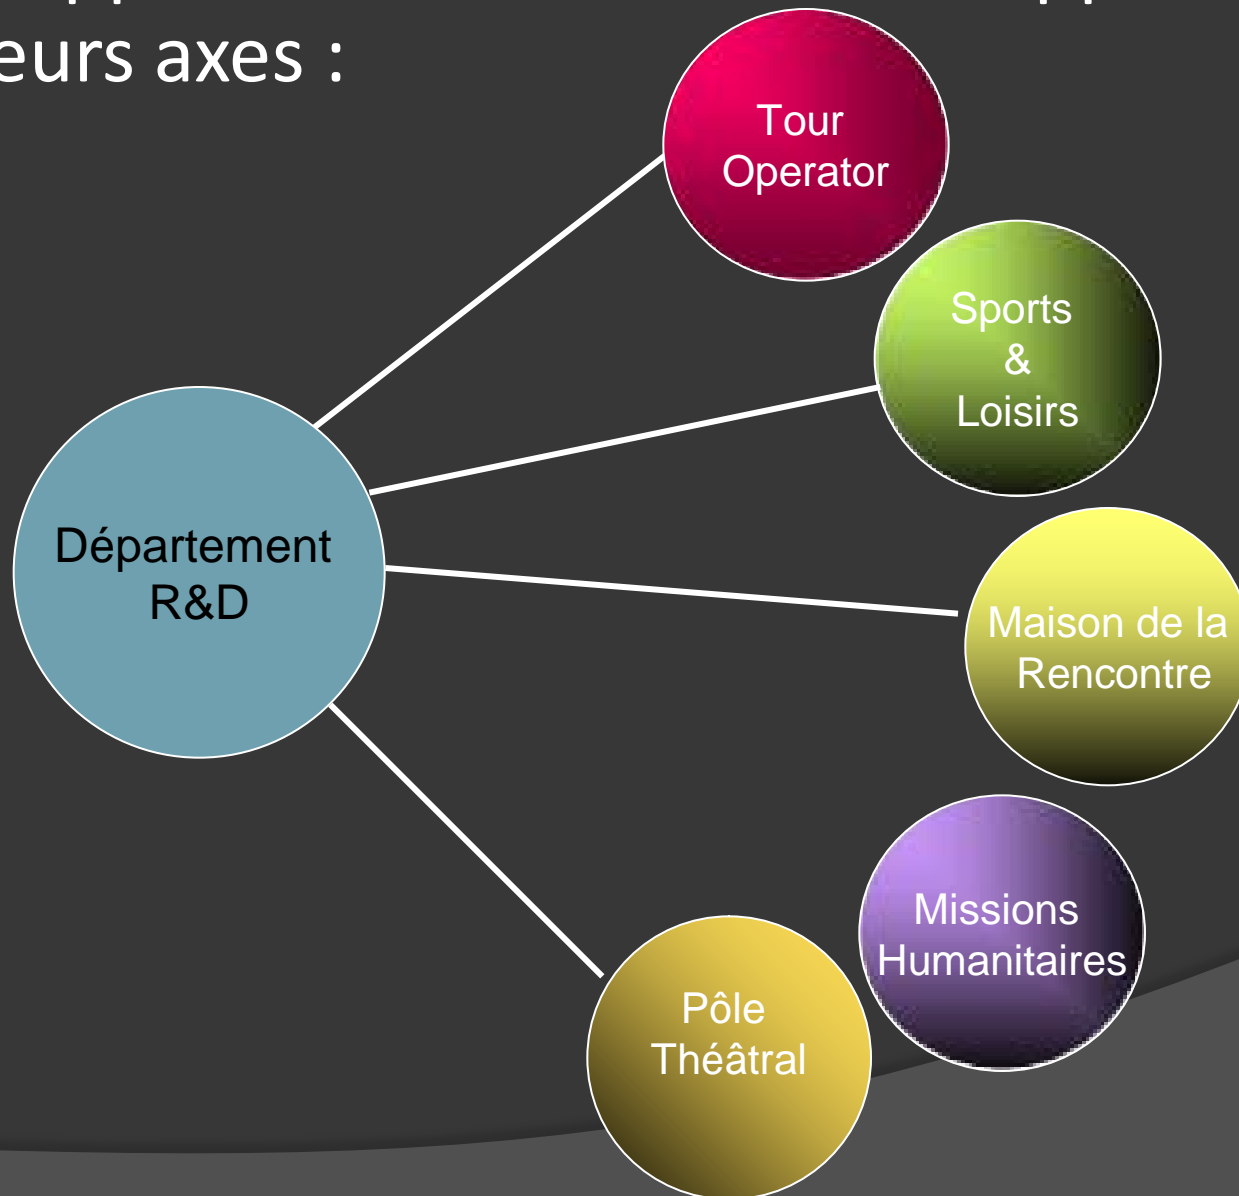 eurs axes :
Tour
Operator
Sports
&
Loisirs
Département
R&D
Maison de la
Rencontre
Missions
Humanitaires
Pôle
Théâtral